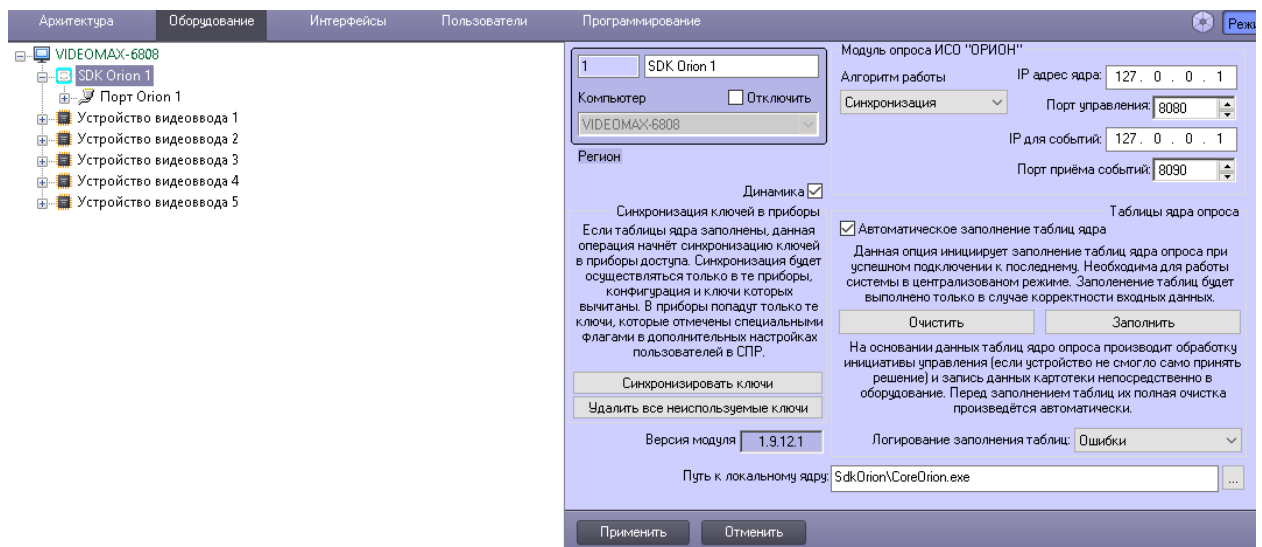 Архитектура Оборудование Интерфейсы Пользователи Программирование
VIDEOMAX-6808
SDK Orion 1
Порт Orion 1
Устройство видеоввода 1
Устройство видеоввода 2
Устройство видеоввода 3
Устройство видеоввода 4
Устройство видеоввода 5
1 SDK Orion 1
Компьютер Отключить
VIDEOMAX-6808
Регион
Динамика
Синхронизация ключей в приборы
Если таблицы ядра заполнены, данная
операция начнёт синхронизацию ключей
в приборы доступа. Синхронизация будет
осуществляться только в те приборы,
конфигурация и ключи которых
вычитаны. В приборы попадут только те
ключи, которые отмечены специальными
флагами в дополнительных настройках
пользователей в СПР.
Синхронизировать ключи
Удалить все неиспользуемые ключи
Версия модуля 1.9.12.1
Модуль опроса ИСО "ОРИОН"
Алгоритм работы IP адрес ядра: 127 . 0 . 0 . 1
Синхронизация Порт управления: 8080
IP для событий: 127 . 0 . 0 . 1
Порт приёма событий: 8090
Таблицы ядра опроса
Автоматическое заполнение таблиц ядра
Данная опция инициирует заполнение таблиц ядра опроса при
успешном подключении к последнему. Необходима для работы
системы в централизованом режиме. Заполенение таблиц будет
выполнено только в случае корректности входных данных.
Очистить Заполнить
На основании данных таблиц ядро опроса производит обработку
инициативы управления (если устройство не смогло само принять
решение) и запись данных картотеки непосредственно в
оборудование. Перед заполнением таблиц их полная очистка
произведётся автоматически.
Логирование заполнения таблиц: Ошибки
Путь к локальному ядру: SdkOrion\CoreOrion.exe ...
Применить Отменить